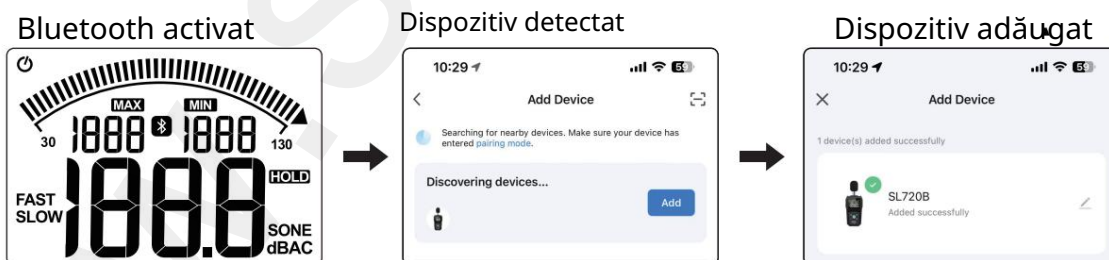 Bluetooth activat
MAX MIN
1888 1888
30 130
HOLD
FAST
SLOW
188.8
SONE
dBAC
Dispozitiv detectat
10:29 59
Add Device
Searching for nearby devices. Make sure your device has
entered pairing mode.
Discovering devices...
Add
Dispozitiv adăugat
10:29 59
Add Device
1 device(s) added successfully
SL720B
Added successfully